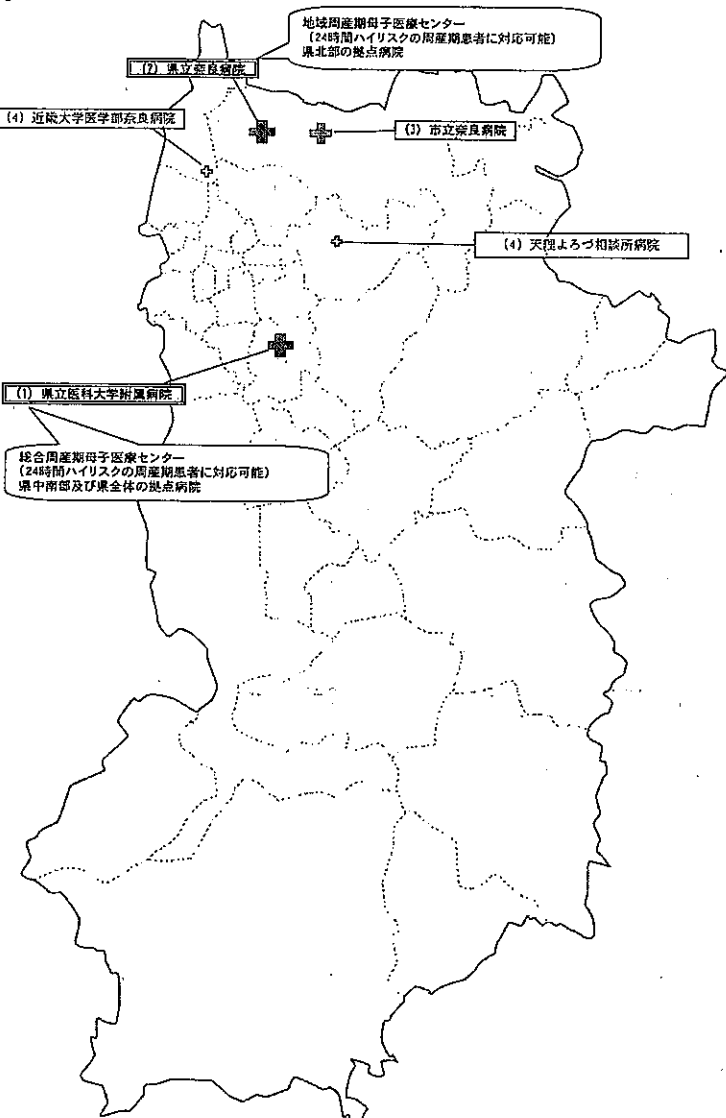 地域周産期母子医療センター
(24時間ハイリスクの周産期患者に対応可能)
県北部の拠点病院
(2) 県立奈良病院
(4) 近畿大学医学部奈良病院
(3) 市立奈良病院
(4) 天理よろづ相談所病院
(1) 県立医科大学附属病院
総合周産期母子医療センター
(24時間ハイリスクの周産期患者に対応可能)
県中南部及び県全体の拠点病院